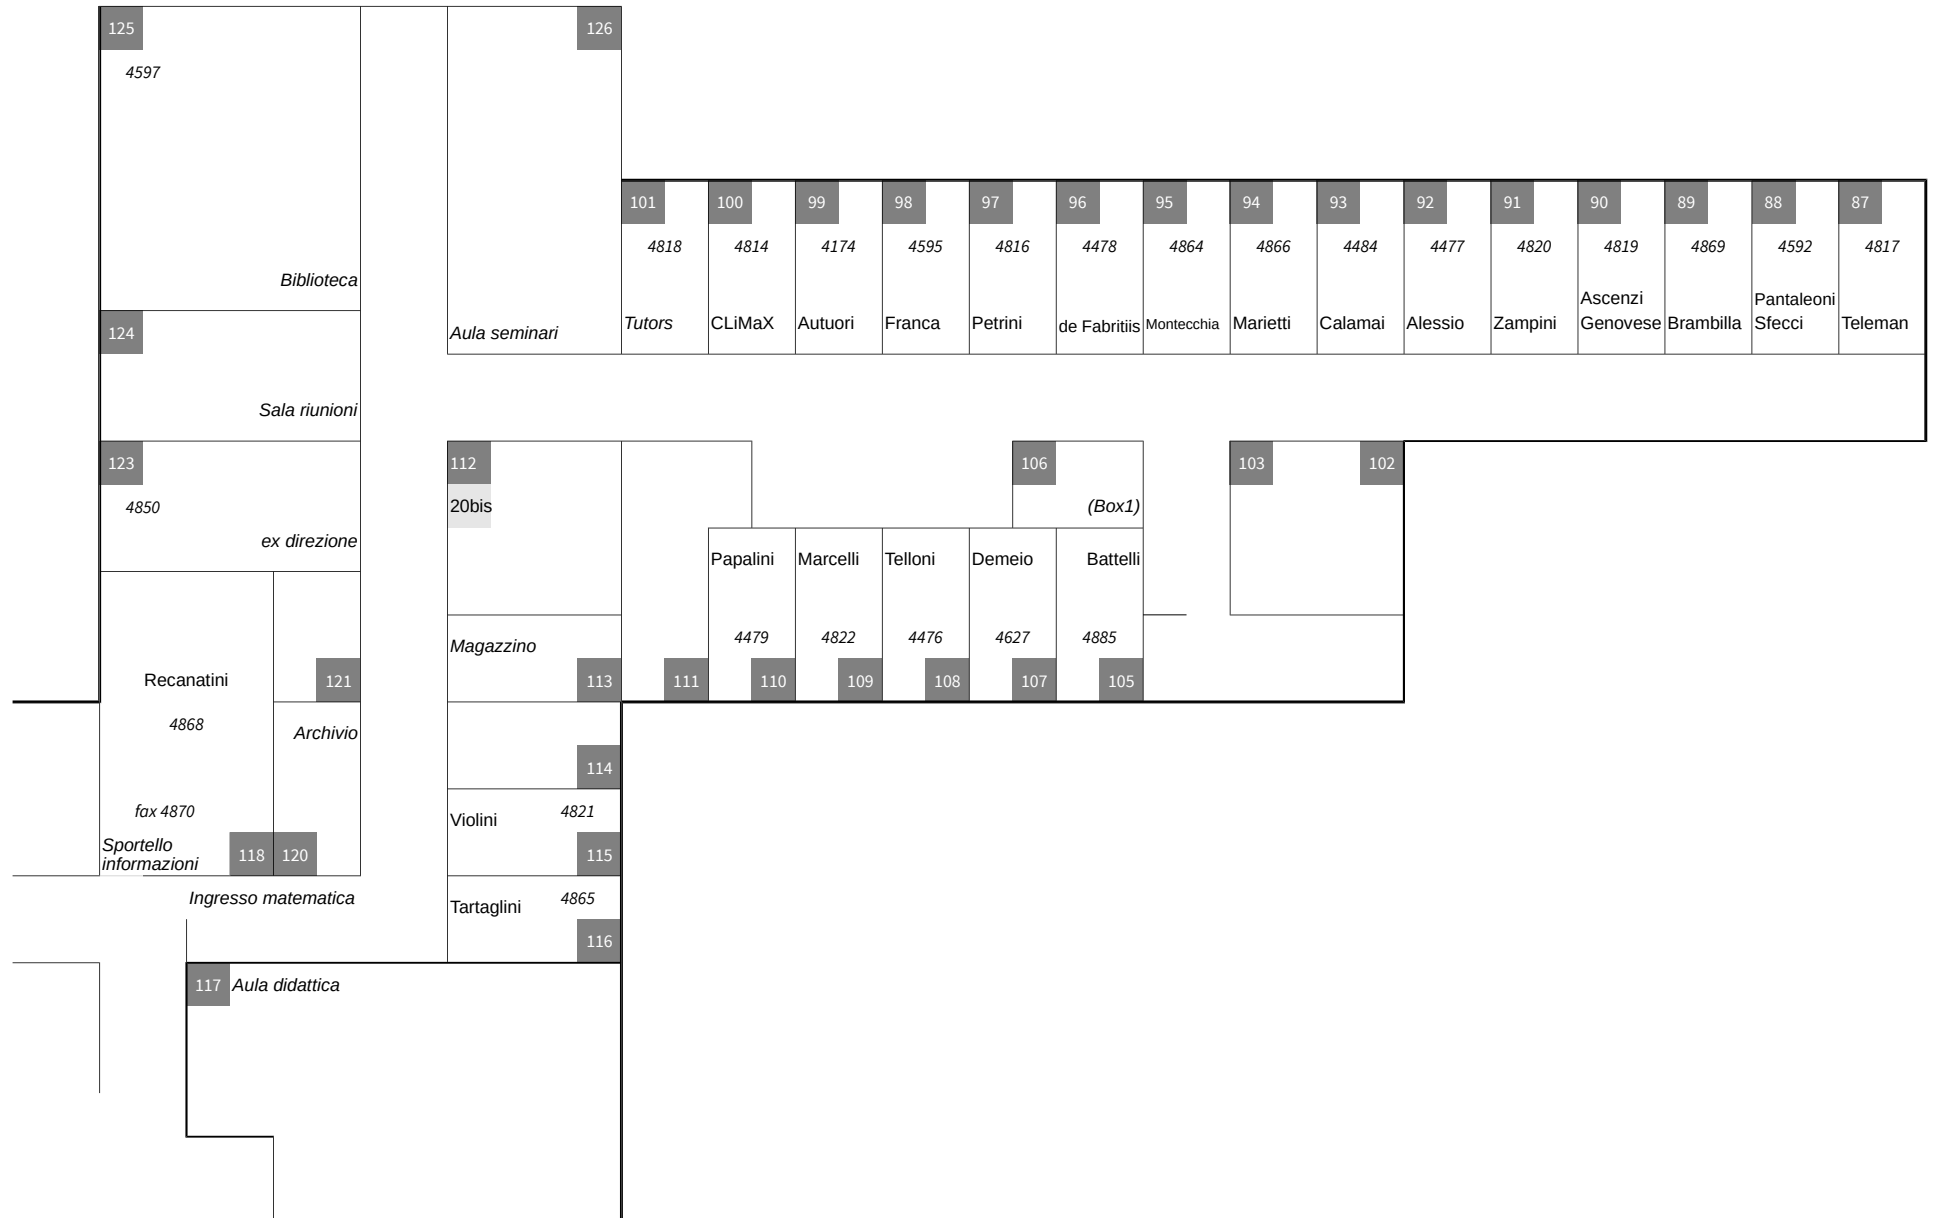 125
126
4597
101
100
99
98
97
96
95
94
93
92
91
90
89
88
87
4818
4814
4174
4595
4816
4478
4864
4866
4484
4477
4820
4819
4869
4592
4817
Biblioteca
Tutors
CLiMaX
Autuori
Franca
Petrini
de Fabritiis
Montecchia
Marietti
Calamai
Alessio
Zampini
Ascenzi
Genovese
Brambilla
Pantaleoni
Sfecci
Teleman
124
Aula seminari
Sala riunioni
123
112
106
103
102
4850
20bis
(Box1)
ex direzione
Papalini
Marcelli
Telloni
Demeio
Battelli
4479
4822
4476
4627
4885
Magazzino
Recanatini
121
113
111
110
109
108
107
105
4868
Archivio
114
fax 4870
Violini
4821
Sportello
informazioni
118
120
115
Ingresso matematica
Tartaglini
4865
116
117
Aula didattica